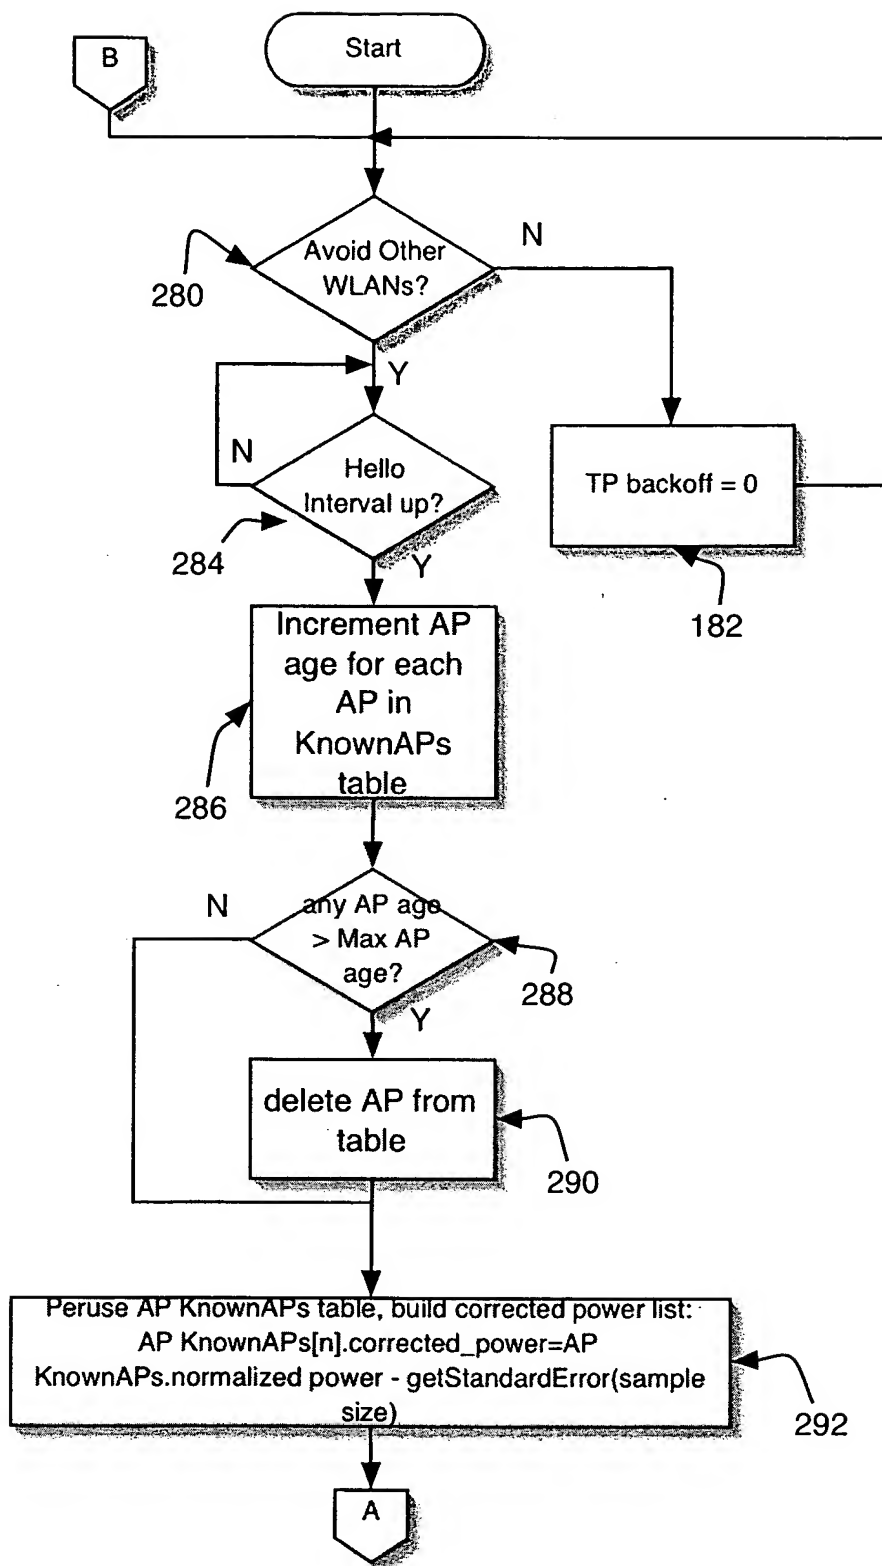 B
Start
Avoid Other
WLANs?
N
280
Y
N
Hello
Interval up?
TP backoff = 0
284
Y
182
Increment AP
age for each
AP in
KnownAPs
table
286
N
any AP age
> Max AP
age?
288
Y
delete AP from
table
290
Peruse AP KnownAPs table, build corrected power list:
AP KnownAPs[n].corrected_power=AP
KnownAPs.normalized power - getStandardError(sample
size)
292
A